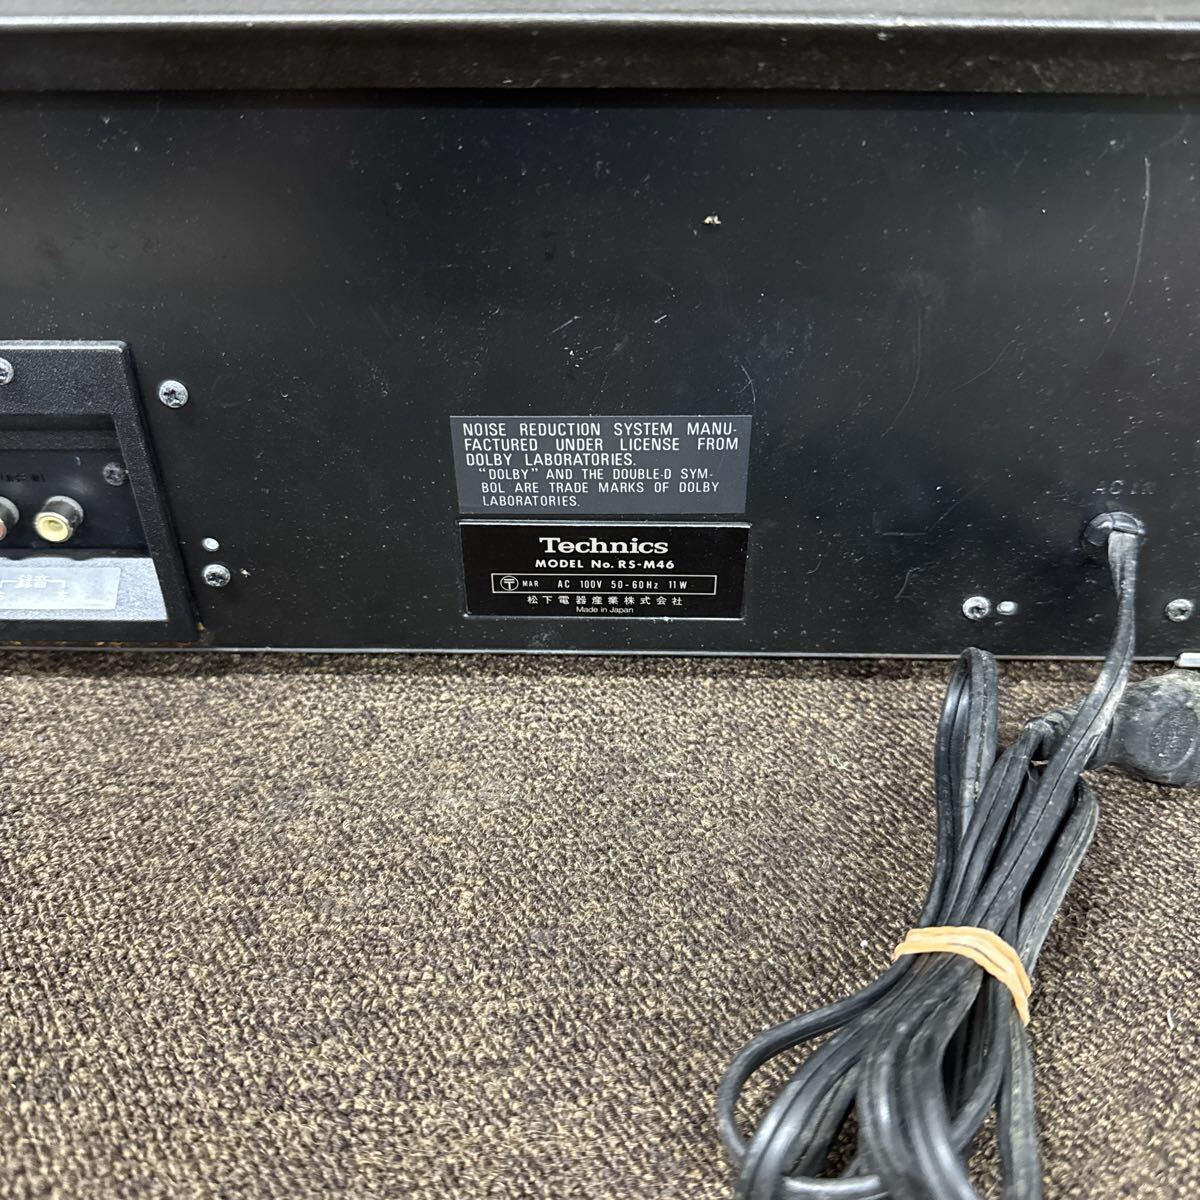 NOISE REDUCTION SYSTEM MANU-
FACTURED UNDER LICENSE FROM
DOLBY LABORATORIES.
"DOLBY" AND THE DOUBLE-D SYM-
BOL ARE TRADE MARKS OF DOLBY
LABORATORIES.
Technics
MODEL No. RS-M46
〒 MAR AC 100V 50-60Hz 11W
松下電器産業株式会社
Made in Japan
AC IN
録音